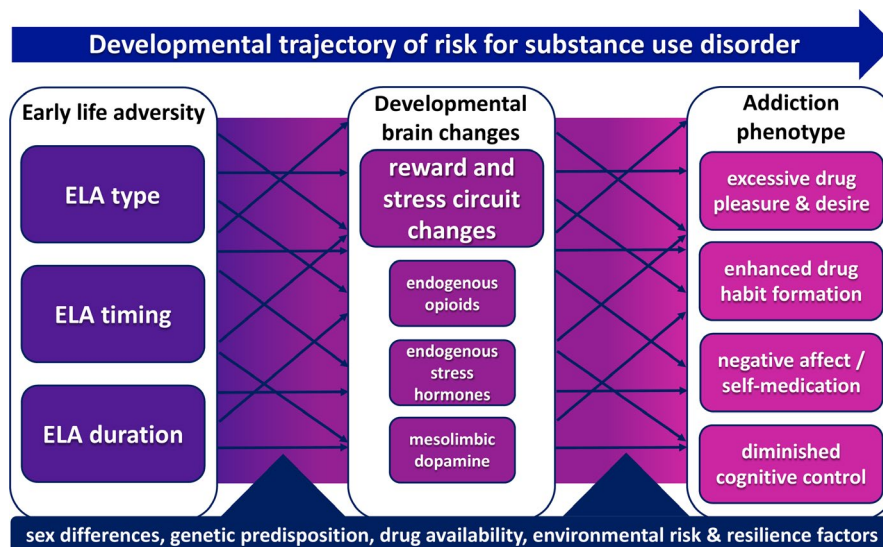 Developmental trajectory of risk for substance use disorder
Early life adversity
ELA type
ELA timing
ELA duration
Developmental
brain changes
reward and
stress circuit
changes
endogenous
opioids
endogenous
stress
hormones
mesolimbic
dopamine
Addiction
phenotype
excessive drug
pleasure & desire
enhanced drug
habit formation
negative affect /
self-medication
diminished
cognitive control
sex differences, genetic predisposition, drug availability, environmental risk & resilience factors